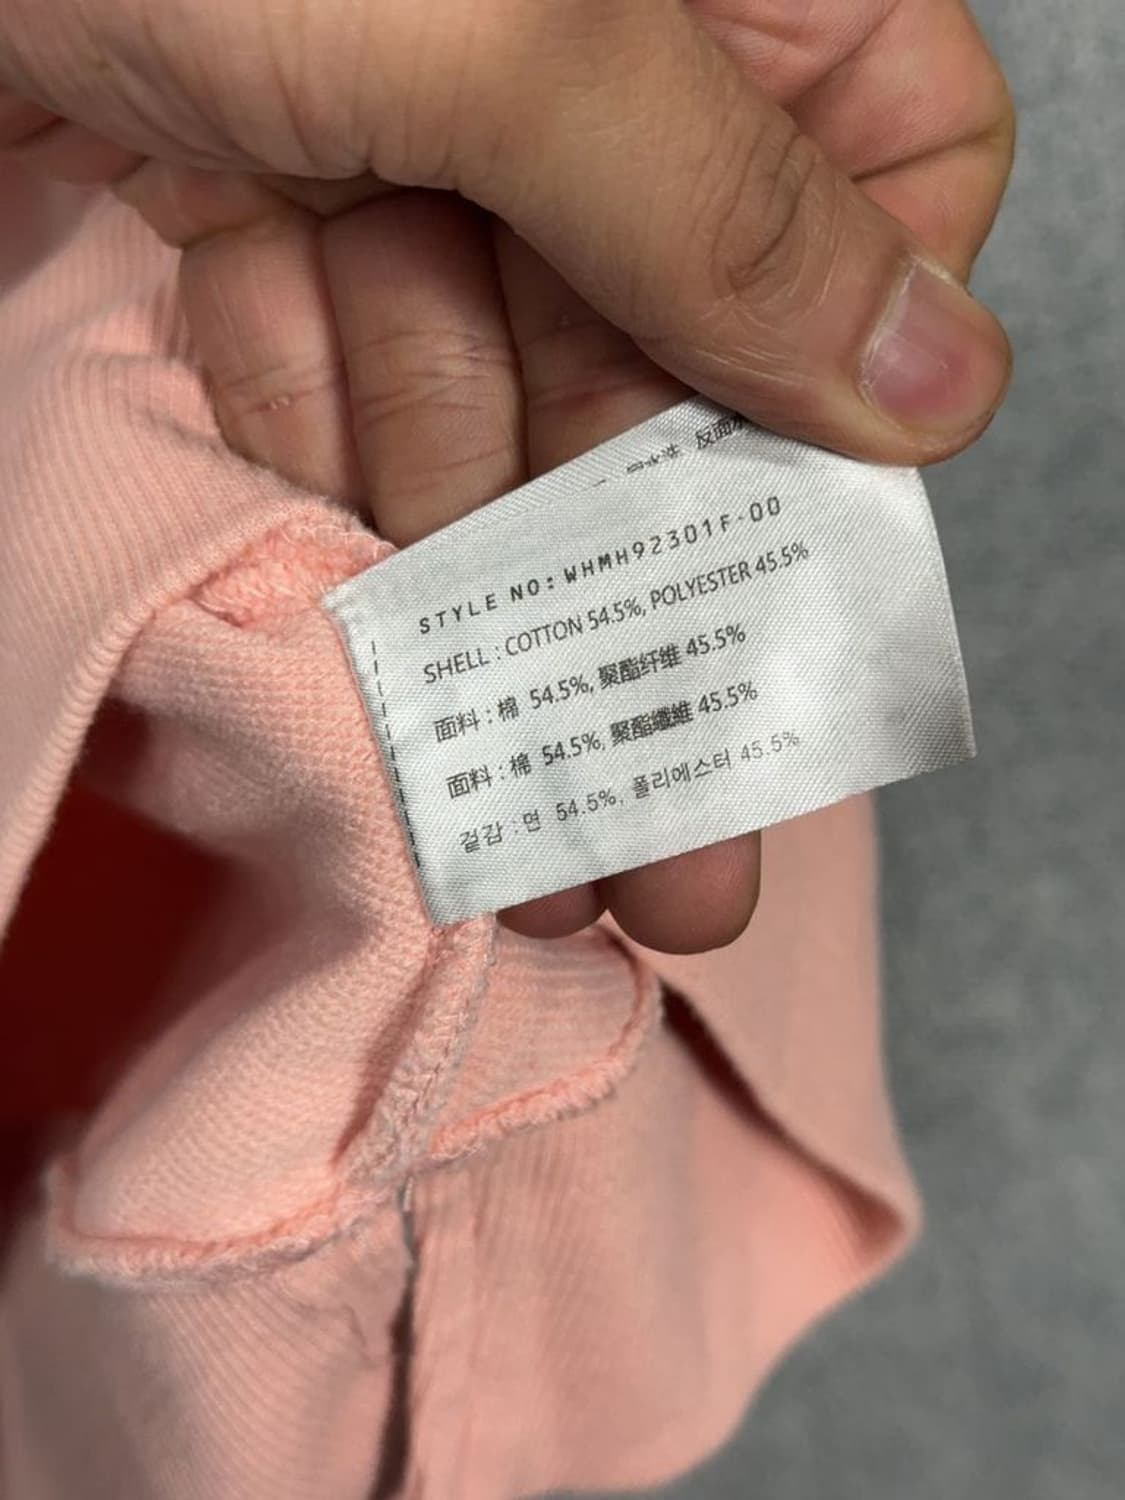 反面
STYLE NO: WHMH92301F-00
SHELL : COTTON 54.5%, POLYESTER 45.5%
面料 : 棉 54.5%, 聚酯纤维 45.5%
面料 : 棉 54.5%, 聚酯纖維 45.5%
겉감 : 면 54.5%, 폴리에스터 45.5%